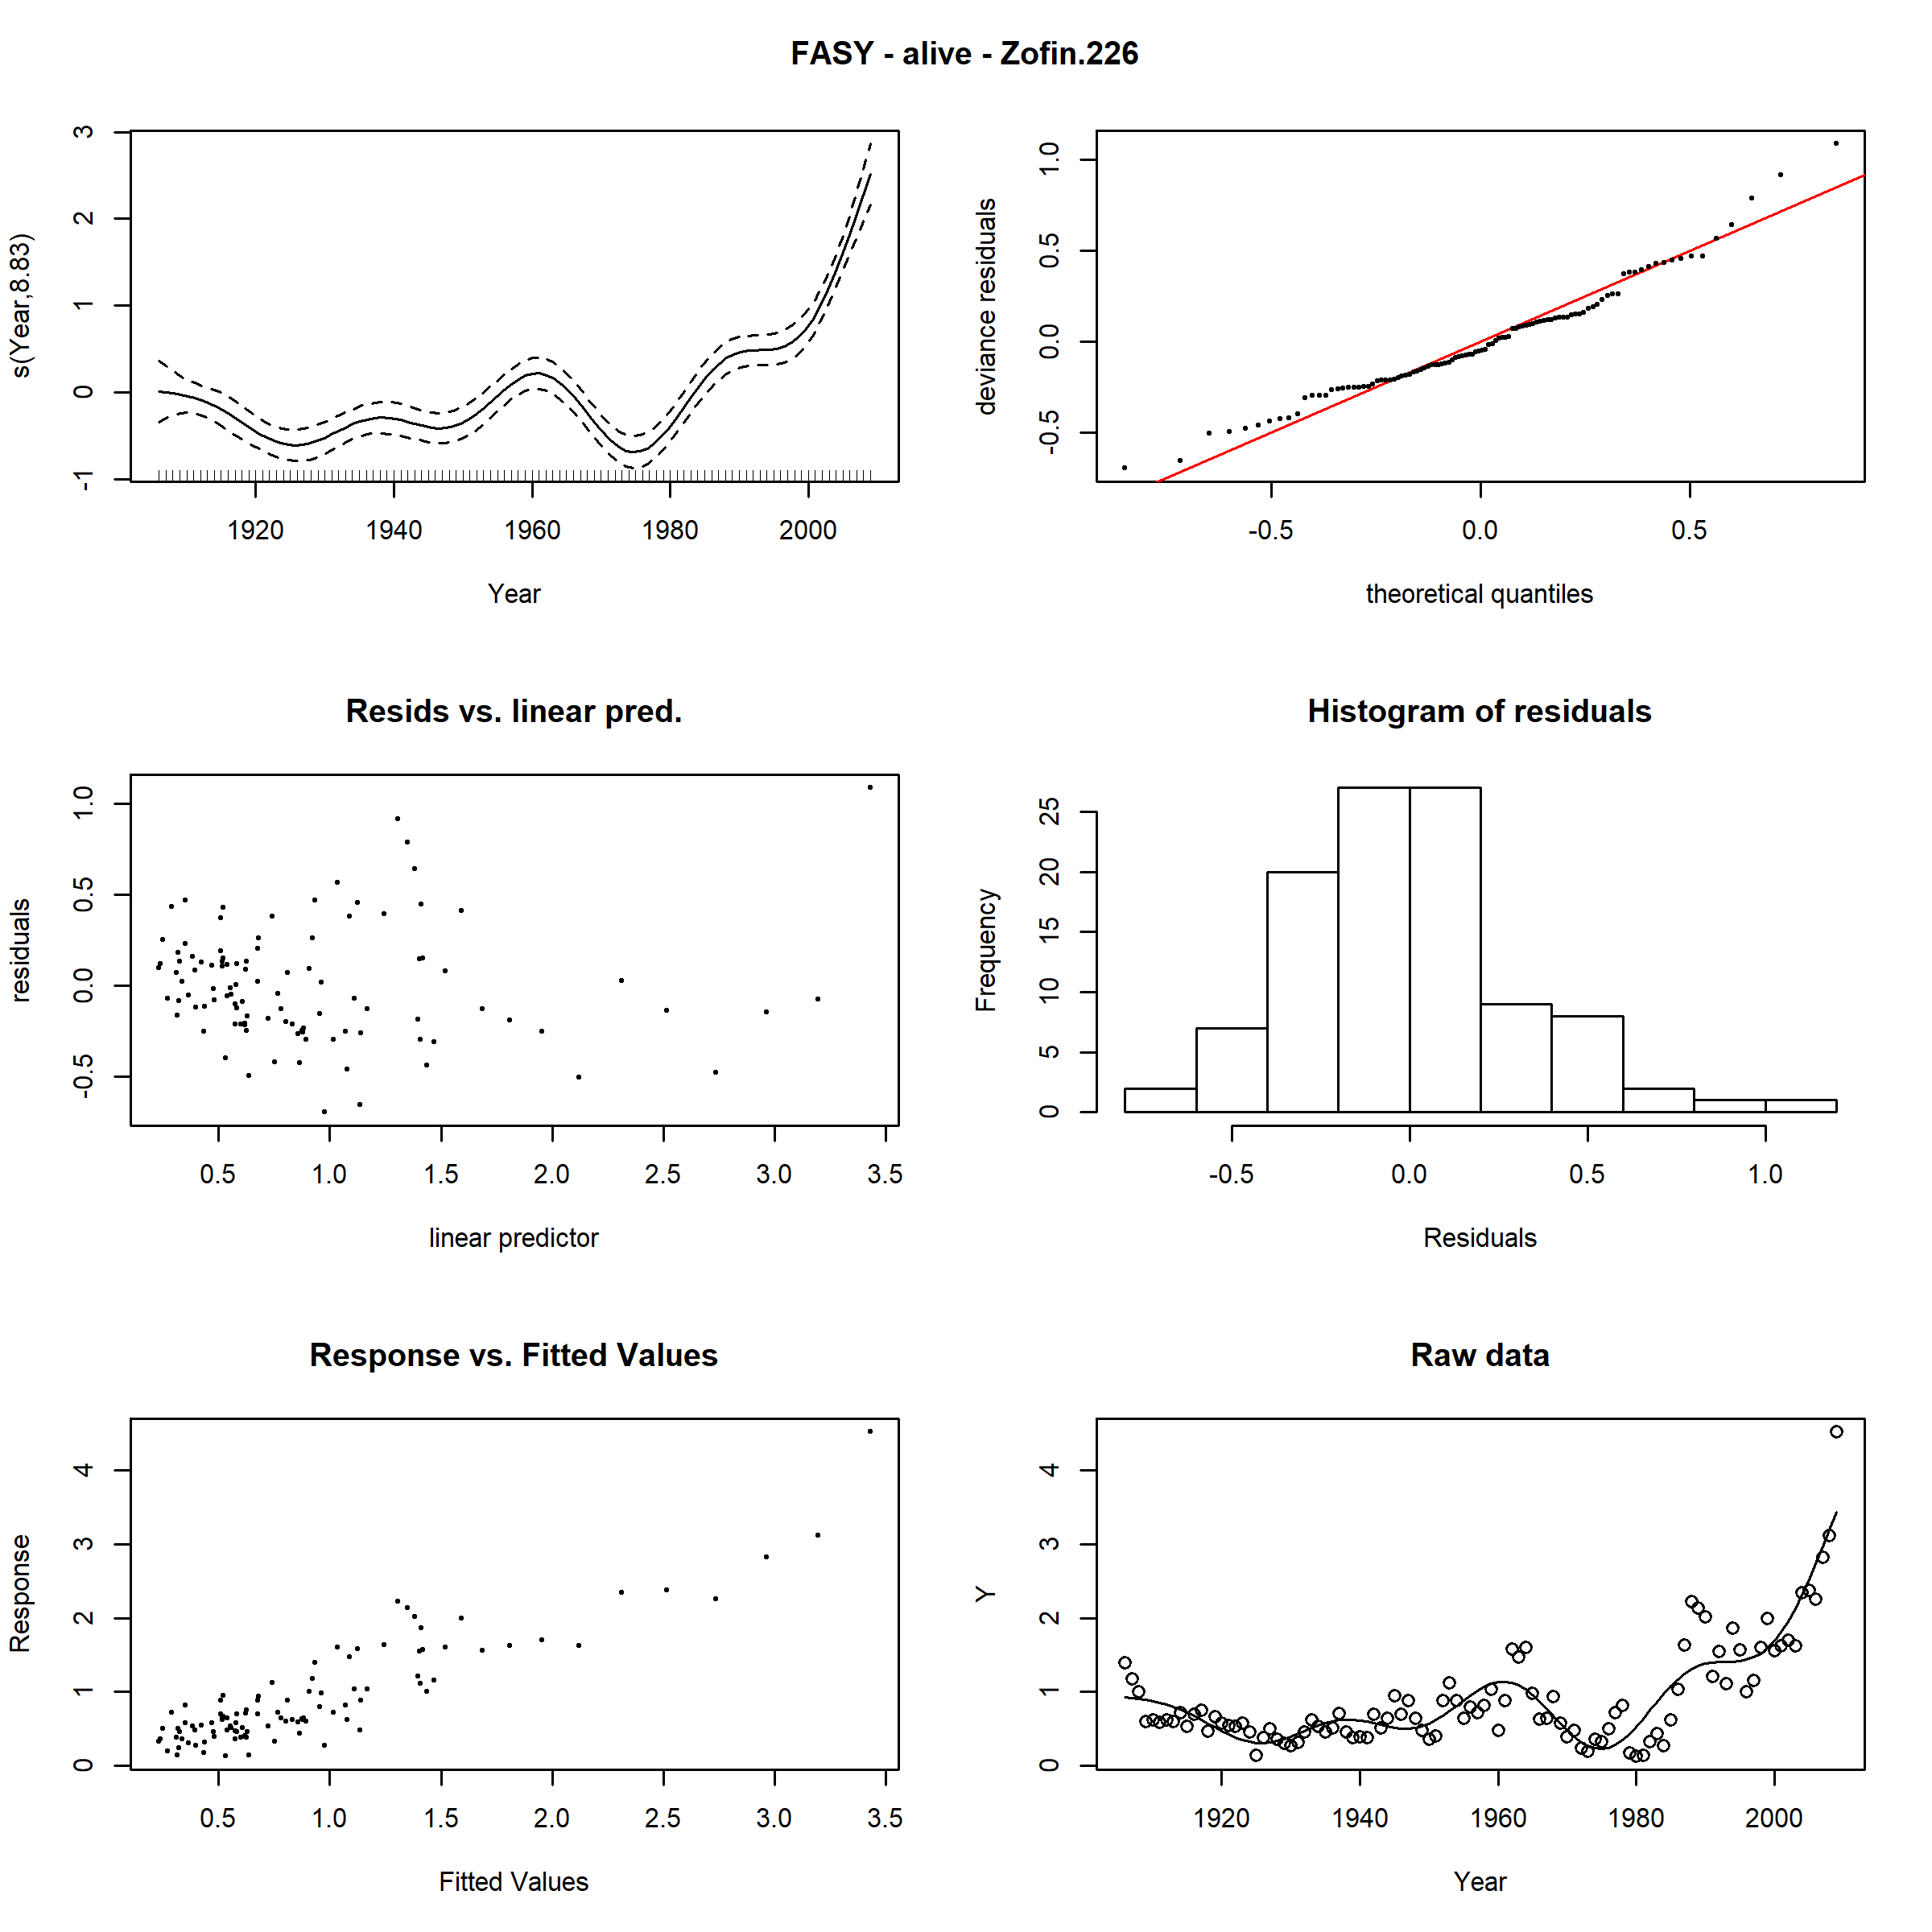 FASY - alive - Zofin.226
s(Year,8.83)
-1 0 1 2 3
1920 1940 1960 1980 2000
Year
deviance residuals
-0.5 0.0 0.5 1.0
-0.5 0.0 0.5
theoretical quantiles
Resids vs. linear pred.
residuals
-0.5 0.0 0.5 1.0
0.5 1.0 1.5 2.0 2.5 3.0 3.5
linear predictor
Histogram of residuals
Frequency
0 5 10 15 20 25
-0.5 0.0 0.5 1.0
Residuals
Response vs. Fitted Values
Response
0 1 2 3 4
0.5 1.0 1.5 2.0 2.5 3.0 3.5
Fitted Values
Raw data
Y
0 1 2 3 4
1920 1940 1960 1980 2000
Year